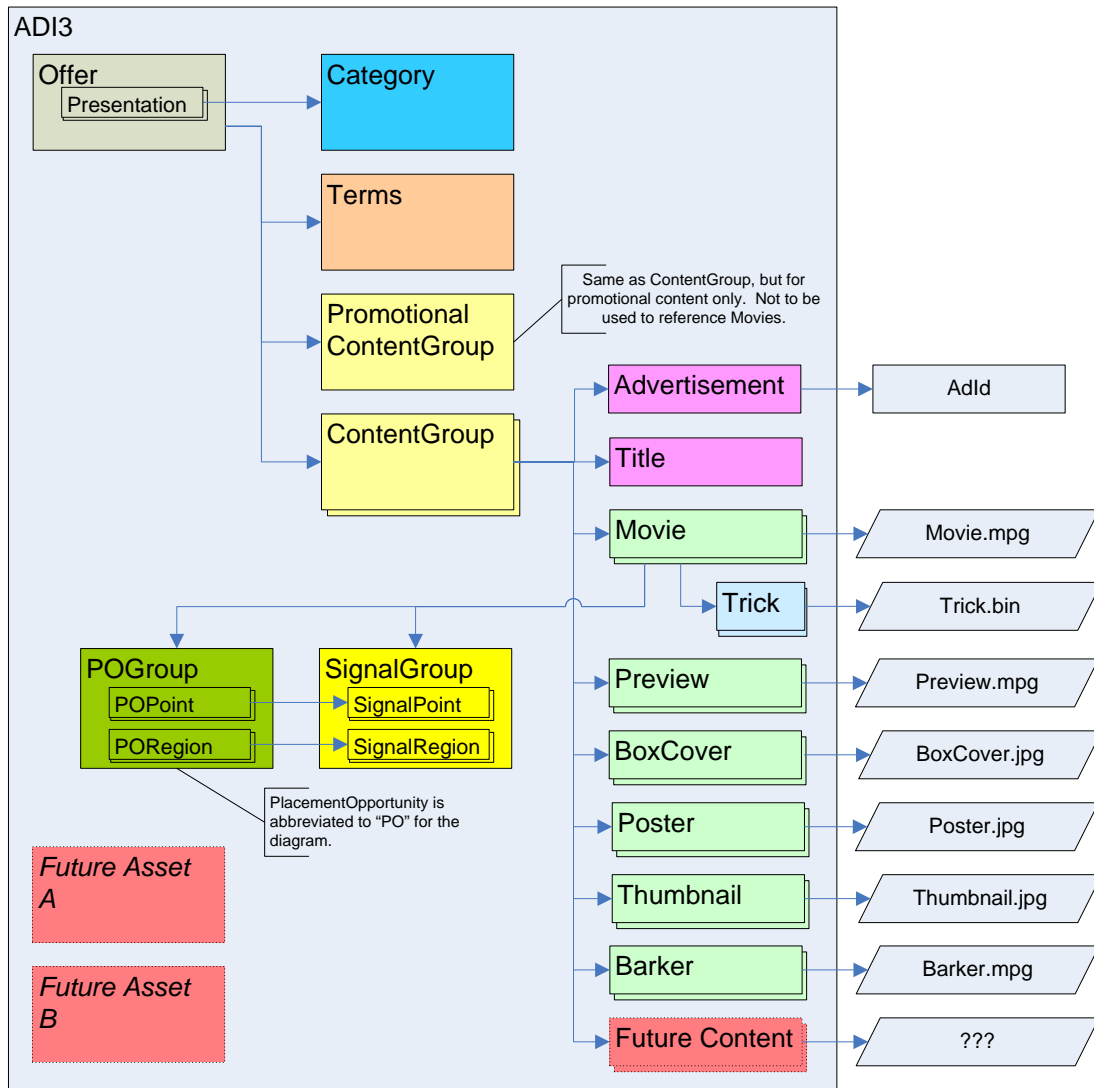 ADI3
Offer
Presentation
Category
Terms
Promotional
ContentGroup
Same as ContentGroup, but for
promotional content only.  Not to be
used to reference Movies.
ContentGroup
Advertisement
AdId
Title
Movie
Movie.mpg
Trick
Trick.bin
POGroup
POPoint
PORegion
SignalGroup
SignalPoint
SignalRegion
PlacementOpportunity is
abbreviated to “PO” for the
diagram.
Preview
Preview.mpg
BoxCover
BoxCover.jpg
Poster
Poster.jpg
Thumbnail
Thumbnail.jpg
Barker
Barker.mpg
Future Content
???
Future Asset
A
Future Asset
B